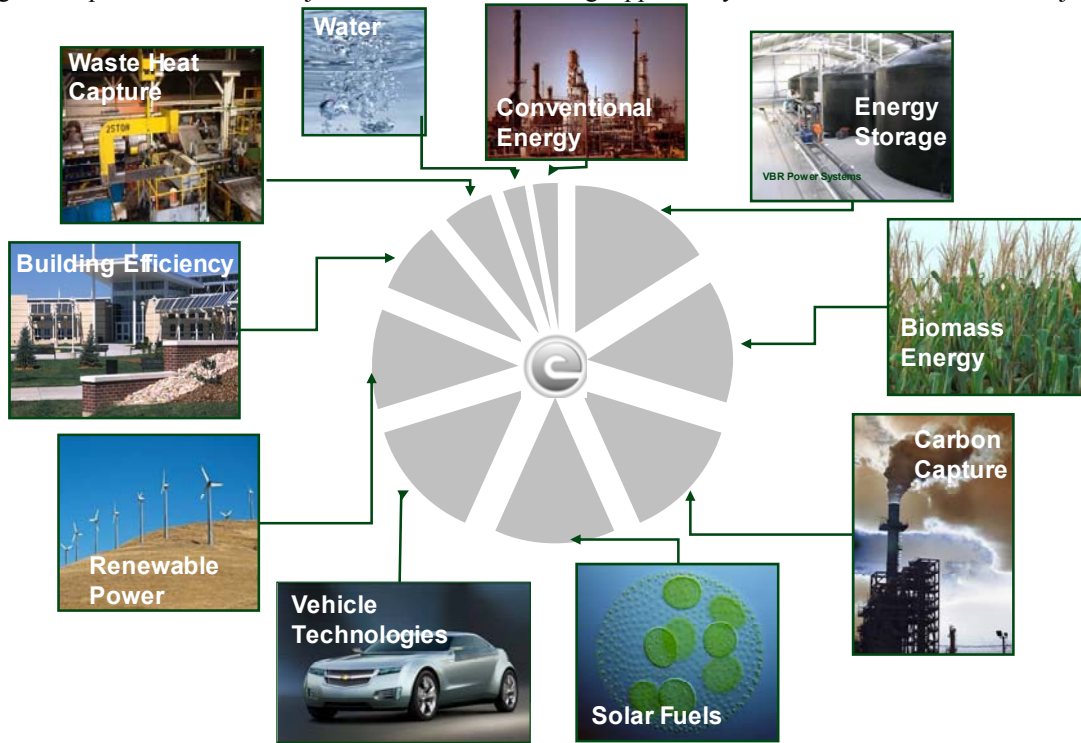 Water
Waste Heat
Capture
Conventional
Energy
Energy
Storage
VBR Power Systems
25TON
Building Efficiency
Biomass
Energy
Carbon
Capture
Renewable
Power
Vehicle
Technologies
Solar Fuels
e